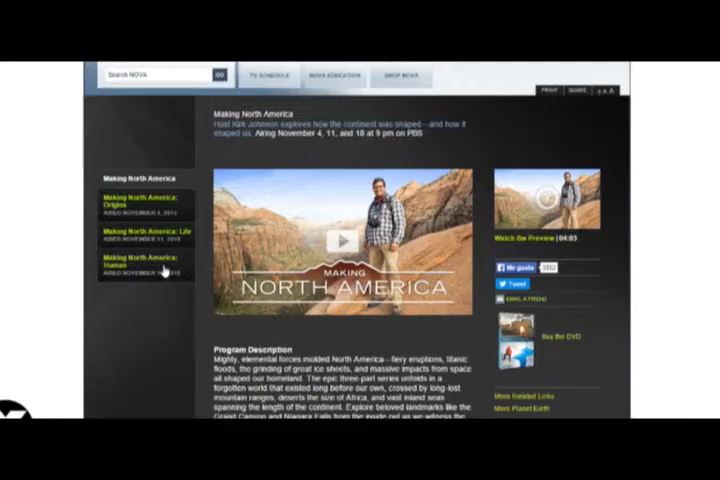 Search NOVA
GO
TV SCHEDULE
NOVA EDUCATION
SHOP NOVA
PRINT
SHARE
A A A
Making North America
Host Kirk Johnson explores how the continent was shaped—and how it
shaped us. Airing November 4, 11, and 18 at 9 pm on PBS
Making North America
Making North America:
Origins
AIRED NOVEMBER 4, 2015
Making North America: Life
AIRED NOVEMBER 11, 2015
Making North America:
Human
AIRED NOVEMBER
MAKING
NORTH AMERICA
Watch the Preview | 04:03
Me gusta
Tweet
EMAIL A FRIEND
Buy the DVD
More Related Links
More Planet Earth
Program Description
Mighty, elemental forces molded North America—fiery eruptions, titanic
floods, the grinding of great ice sheets, and massive impacts from space
all shaped our homeland. The epic three-part series unfolds in a
forgotten world that existed long before our own, crossed by long-lost
mountain ranges, deserts the size of Africa, and vast inland seas
spanning the length of the continent. Explore beloved landmarks like the
Grand Canyon and Niagara Falls from the inside out as we witness the